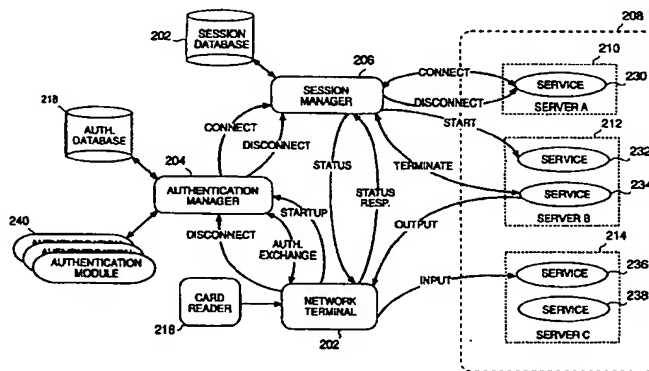 208
202
SESSION
DATABASE
206
210
SESSION
MANAGER
CONNECT
SERVICE
230
DISCONNECT
SERVER A
218
AUTH.
DATABASE
CONNECT
DISCONNECT
START
212
STATUS
SERVICE
232
204
TERMINATE
AUTHENTICATION
MANAGER
STATUS
RESP.
SERVICE
234
STARTUP
OUTPUT
SERVER B
240
DISCONNECT
AUTH.
EXCHANGE
214
AUTHENTICATION
MODULE
INPUT
SERVICE
236
CARD
READER
NETWORK
TERMINAL
SERVICE
238
216
202
SERVER C